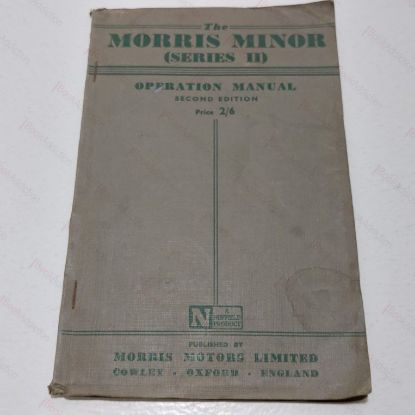 The
MORRIS MINOR
(SERIES II)
OPERATION MANUAL
SECOND EDITION
Price 2/6
N
A
NUFFIELD
PRODUCT
PUBLISHED BY
MORRIS MOTORS LIMITED
COWLEY · OXFORD · ENGLAND